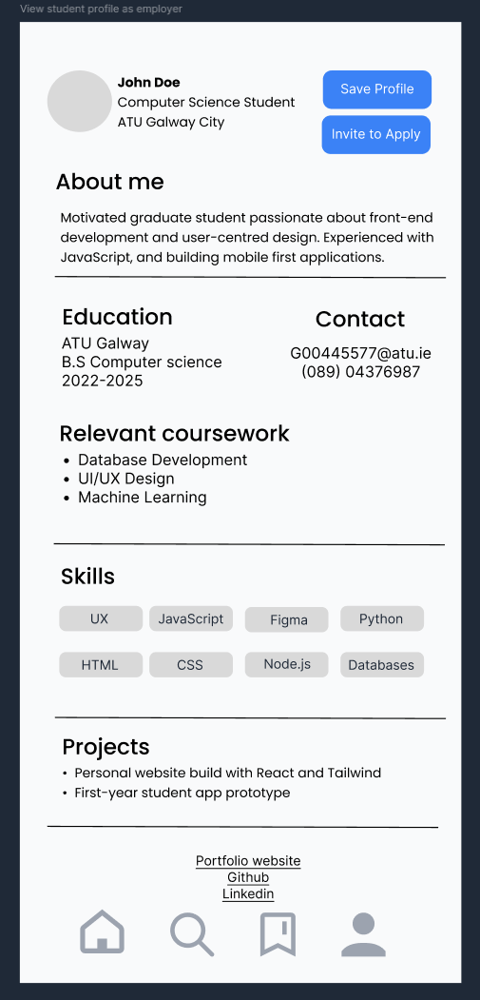 View student profile as employer
John Doe
Computer Science Student
ATU Galway City
Save Profile
Invite to Apply
About me
Motivated graduate student passionate about front-end
development and user-centred design. Experienced with
JavaScript, and building mobile first applications.
Education
ATU Galway
B.S Computer science
2022-2025
Contact
G00445577@atu.ie
(089) 04376987
Relevant coursework
• Database Development
• UI/UX Design
• Machine Learning
Skills
UX JavaScript Figma Python
HTML CSS Node.js Databases
Projects
• Personal website build with React and Tailwind
• First-year student app prototype
Portfolio website
Github
Linkedin